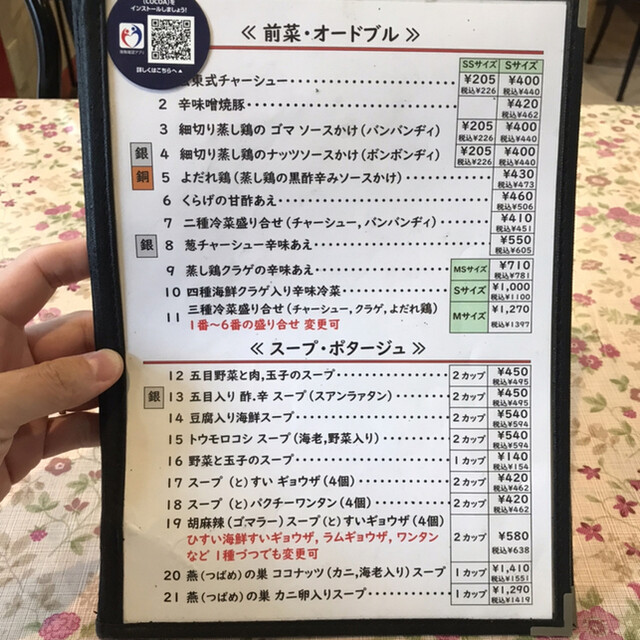 (COCOA)を
インストールしましょう!
詳しくはこちらへ▲
≪ 前菜・オードブル ≫
SSサイズ Sサイズ
東式チャーシュー ¥205 税込¥226 ¥400 税込¥440
2 辛味噌焼豚 ¥420 税込¥462
3 細切り蒸し鶏の ゴマ ソースかけ (バンバンヂィ) ¥205 税込¥226 ¥400 税込¥440
銀 4 細切り蒸し鶏のナッツソースかけ (ボンボンヂィ) ¥205 税込¥226 ¥400 税込¥440
銅 5 よだれ鶏 (蒸し鶏の黒酢辛みソースかけ) ¥430 税込¥473
6 くらげの甘酢あえ ¥460 税込¥506
7 二種冷菜盛り合せ (チャーシュー, バンバンヂィ) ¥410 税込¥451
銀 8 葱チャーシュー辛味あえ ¥550 税込¥605
9 蒸し鶏クラゲの辛味あえ MSサイズ ¥710 税込¥781
10 四種海鮮クラゲ入り辛味冷菜 Sサイズ ¥1,000 税込¥1100
11 三種冷菜盛り合せ (チャーシュー, クラゲ, よだれ鶏) Mサイズ ¥1,270 税込¥1397
1番〜6番の盛り合せ 変更可
≪ スープ・ポタージュ ≫
12 五目野菜と肉,玉子のスープ 2カップ ¥450 税込¥495
銀 13 五目入り 酢.辛 スープ (スアンラァタン) 2カップ ¥450 税込¥495
14 豆腐入り海鮮スープ 2カップ ¥540 税込¥594
15 トウモロコシ スープ (海老,野菜入り) 2カップ ¥540 税込¥594
16 野菜と玉子のスープ 1カップ ¥140 税込¥154
17 スープ (と) すい ギョウザ (4個) 2カップ ¥420 税込¥462
18 スープ (と) パクチーワンタン (4個) 2カップ ¥420 税込¥462
19 胡麻辣 (ゴマラー) スープ (と) すいギョウザ (4個) 2カップ ¥580 税込¥638
ひすい海鮮すいギョウザ, ラムギョウザ, ワンタン
など 1種づつでも変更可
20 燕 (つばめ) の巣 ココナッツ (カニ,海老入り) スープ 1カップ ¥1,410 税込¥1551
21 燕 (つばめ) の巣 カニ卵入りスープ 1カップ ¥1,290 税込¥1419